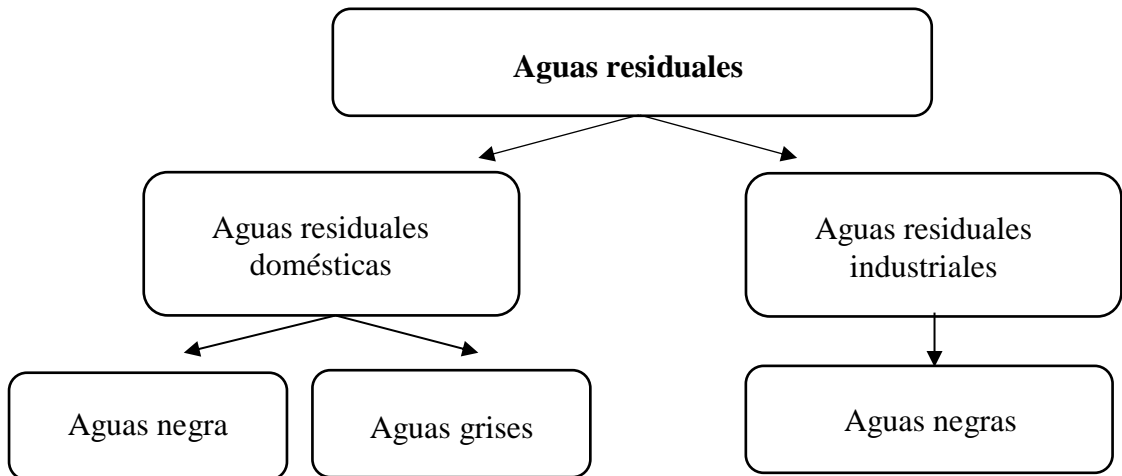 Aguas residuales
Aguas residuales
domésticas
Aguas residuales
industriales
Aguas negra
Aguas grises
Aguas negras